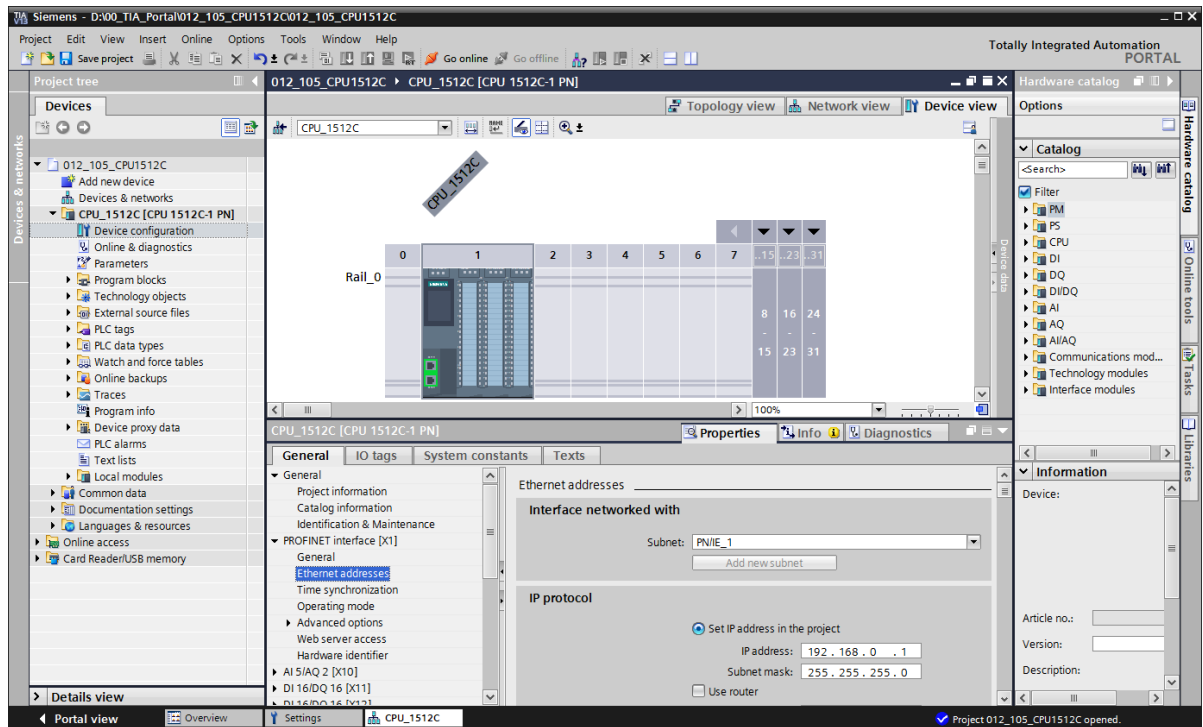 Siemens - D:\00_TIA_Portal\012_105_CPU1512C\012_105_CPU1512C
Project Edit View Insert Online Options Tools Window Help
Totally Integrated Automation
PORTAL
Save project Go online Go offline
Project tree
Devices
Devices & networks
012_105_CPU1512C
Add new device
Devices & networks
CPU_1512C [CPU 1512C-1 PN]
Device configuration
Online & diagnostics
Parameters
Program blocks
Technology objects
External source files
PLC tags
PLC data types
Watch and force tables
Online backups
Traces
Program info
Device proxy data
PLC alarms
Text lists
Local modules
Common data
Documentation settings
Languages & resources
Online access
Card Reader/USB memory
Details view
012_105_CPU1512C CPU_1512C [CPU 1512C-1 PN]
Topology view Network view Device view
CPU_1512C
CPU_1512C
0 1 2 3 4 5 6 7 ..15 ..23 ..31
Rail_0
8 16 24
- - -
15 23 31
SIEMENS
100%
Device data
CPU_1512C [CPU 1512C-1 PN]
Properties Info Diagnostics
General IO tags System constants Texts
General
Project information
Catalog information
Identification & Maintenance
PROFINET interface [X1]
General
Ethernet addresses
Time synchronization
Operating mode
Advanced options
Web server access
Hardware identifier
AI 5/AQ 2 [X10]
DI 16/DQ 16 [X11]
DI 16/DQ 16 [X12]
Ethernet addresses
Interface networked with
Subnet: PN/IE_1
Add new subnet
IP protocol
Set IP address in the project
IP address: 192 . 168 . 0 . 1
Subnet mask: 255 . 255 . 255 . 0
Use router
Hardware catalog
Options
Catalog
<Search>
Filter
PM
PS
CPU
DI
DQ
DI/DQ
AI
AQ
AI/AQ
Communications mod...
Technology modules
Interface modules
Information
Device:
Article no.:
Version:
Description:
Hardware catalog
Online tools
Tasks
Libraries
Portal view Overview Settings CPU_1512C
Project 012_105_CPU1512C opened.